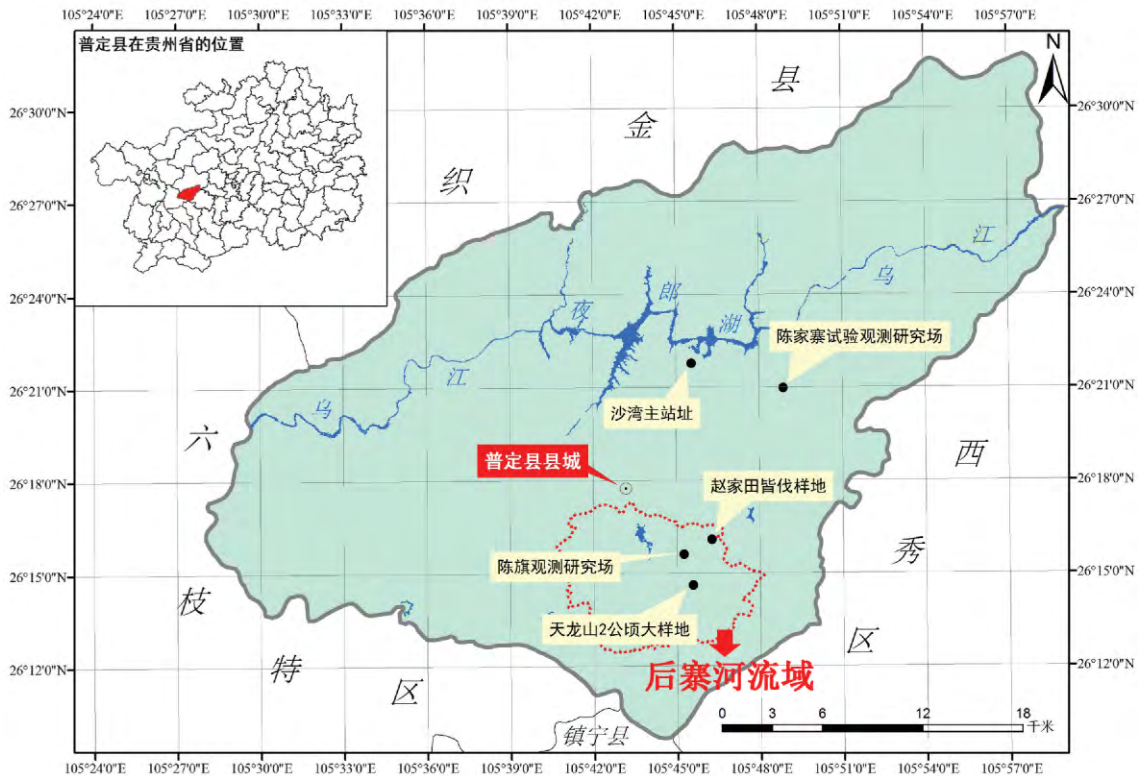 105°24'0"E 105°27'0"E 105°30'0"E 105°33'0"E 105°36'0"E 105°39'0"E 105°42'0"E 105°45'0"E 105°48'0"E 105°51'0"E 105°54'0"E 105°57'0"E
普定县在贵州省的位置
N
县
金
织
26°30'0"N 26°30'0"N
26°27'0"N 26°27'0"N
江
乌
郎
夜
湖
26°24'0"N 26°24'0"N
陈家寨试验观测研究场
江
乌
26°21'0"N 26°21'0"N
沙湾主站址
六
西
普定县县城
26°18'0"N 26°18'0"N
赵家田皆伐样地
陈旗观测研究场
秀
26°15'0"N 26°15'0"N
枝
天龙山2公顷大样地
区
特
后寨河流域
26°12'0"N 26°12'0"N
区
镇宁县
0 3 6 12 18
千米
105°24'0"E 105°27'0"E 105°30'0"E 105°33'0"E 105°36'0"E 105°39'0"E 105°42'0"E 105°45'0"E 105°48'0"E 105°51'0"E 105°54'0"E 105°57'0"E